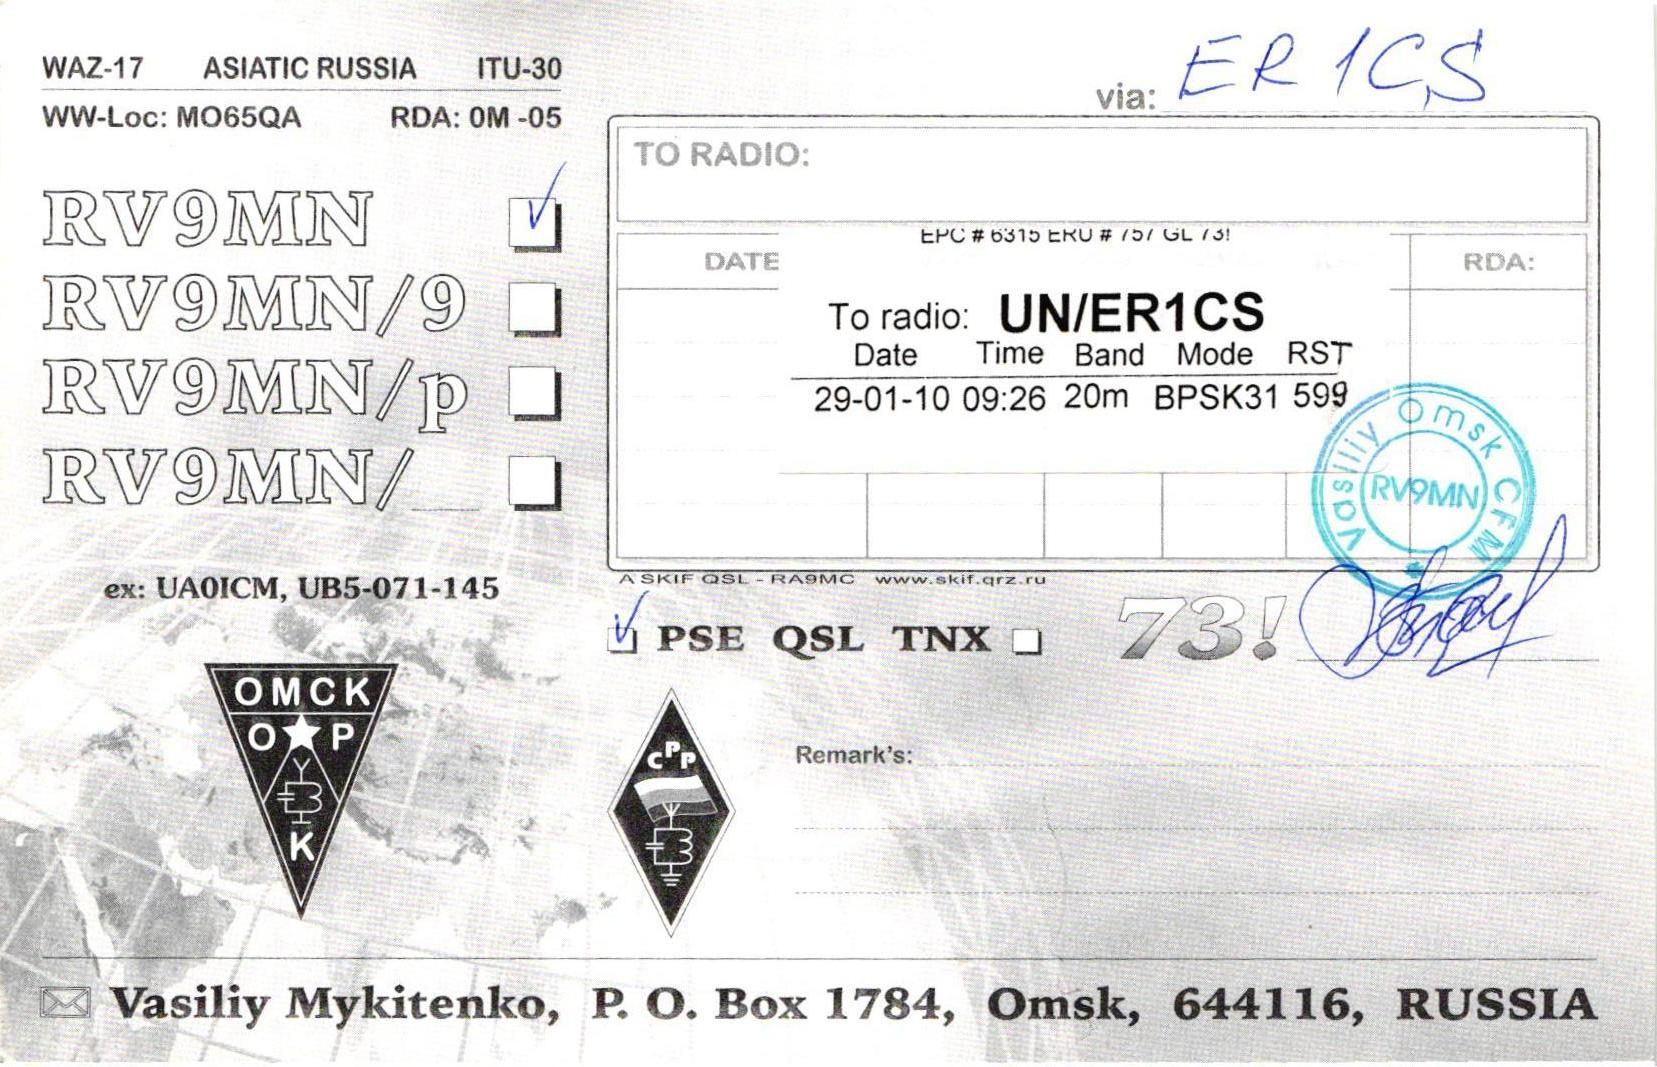 WAZ-17 ASIATIC RUSSIA ITU-30
WW-Loc: MO65QA RDA: 0M -05
via: ER1CS
TO RADIO:
RV9MN
RV9MN/9
RV9MN/p
RV9MN/__
DATE RDA:
EPC # 6315 ERU # 757 GL 73!
To radio: UN/ER1CS
Date Time Band Mode RST
29-01-10 09:26 20m BPSK31 599
Vasiliy Omsk CFM
RV9MN
A SKIF QSL - RA9MC www.skif.qrz.ru
ex: UA0ICM, UB5-071-145
PSE QSL TNX
73!
ОМСК
О Р
К
СРР
Remark's:
Vasiliy Mykitenko, P. O. Box 1784, Omsk, 644116, RUSSIA